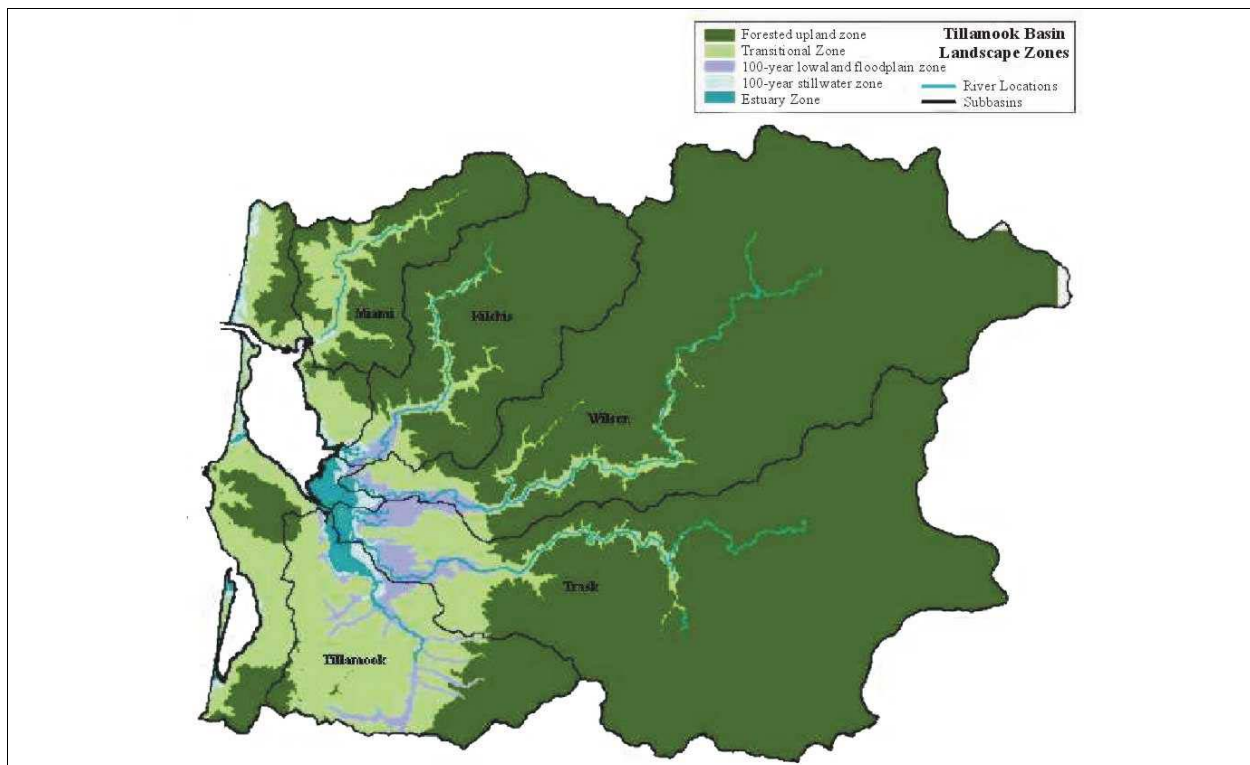 Tillamook Basin
Landscape Zones
Forested upland zone
Transitional Zone
100-year lowaland floodplain zone
100-year stillwater zone
Estuary Zone
River Locations
Subbasins
Miami
Kilchis
Wilson
Trask
Tillamook